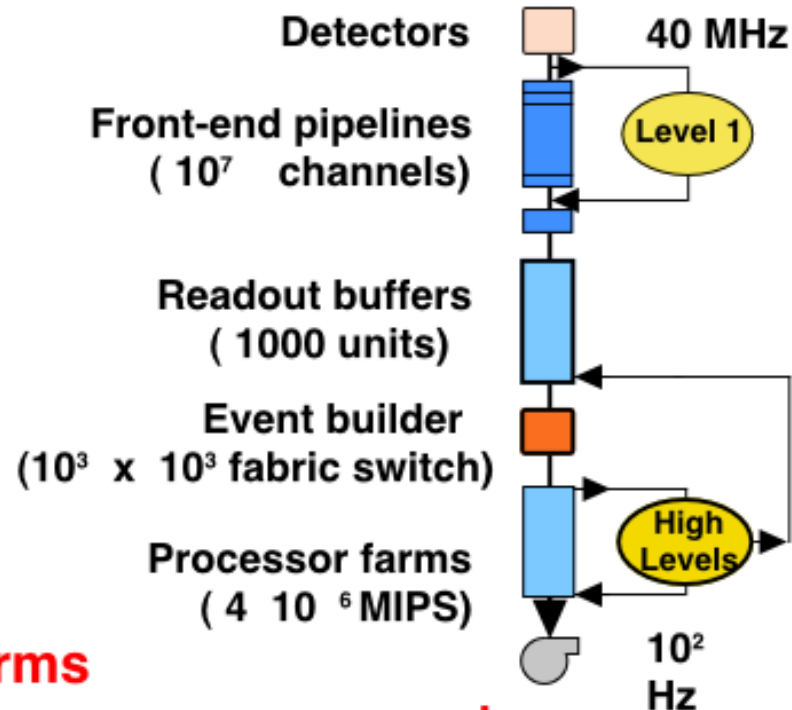 Detectors
40 MHz
Level 1
Front-end pipelines
( 10⁷ channels)
Readout buffers
( 1000 units)
Event builder
(10³ x 10³ fabric switch)
High
Levels
Processor farms
( 4 10 ⁶ MIPS)
rms
10²
Hz